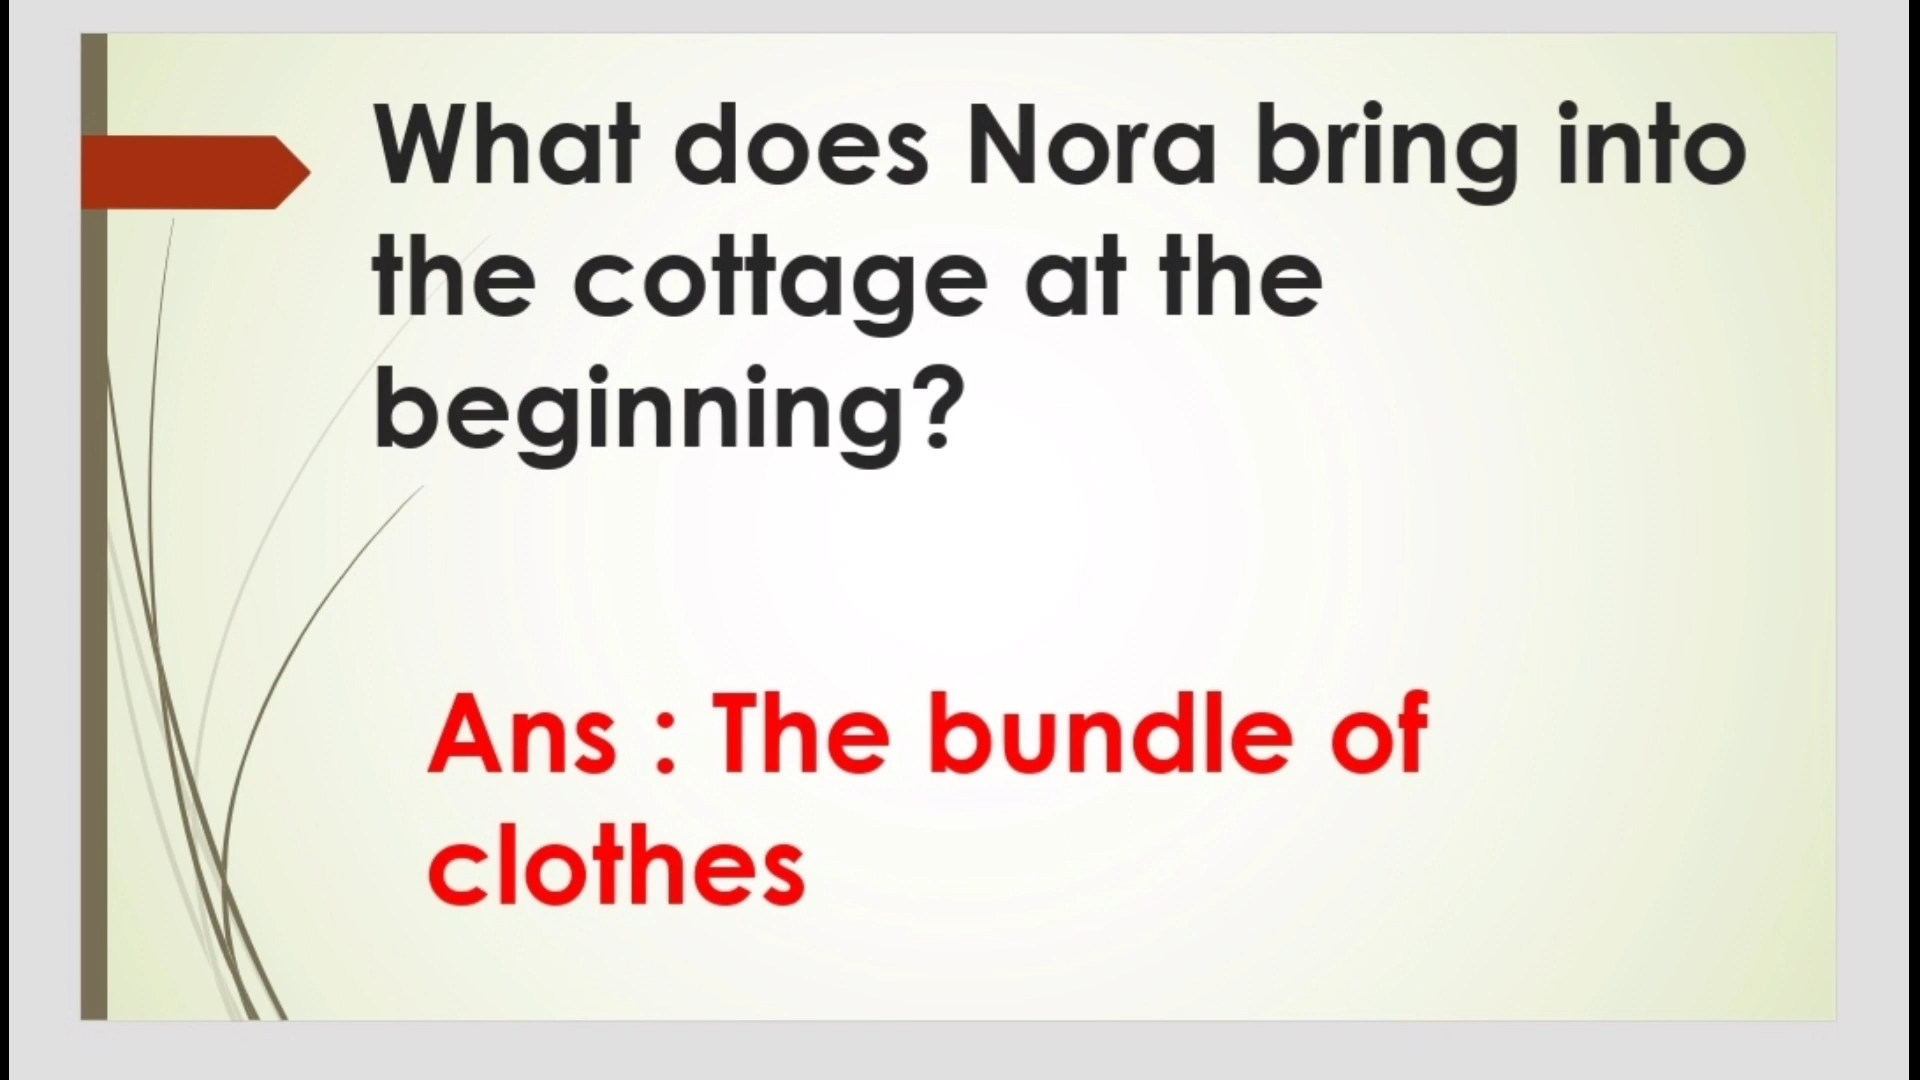 What does Nora bring into
the cottage at the
beginning?
Ans : The bundle of
clothes